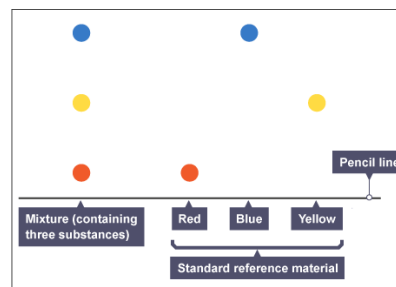 Pencil line
Mixture (containing
three substances)
Red
Blue
Yellow
Standard reference material